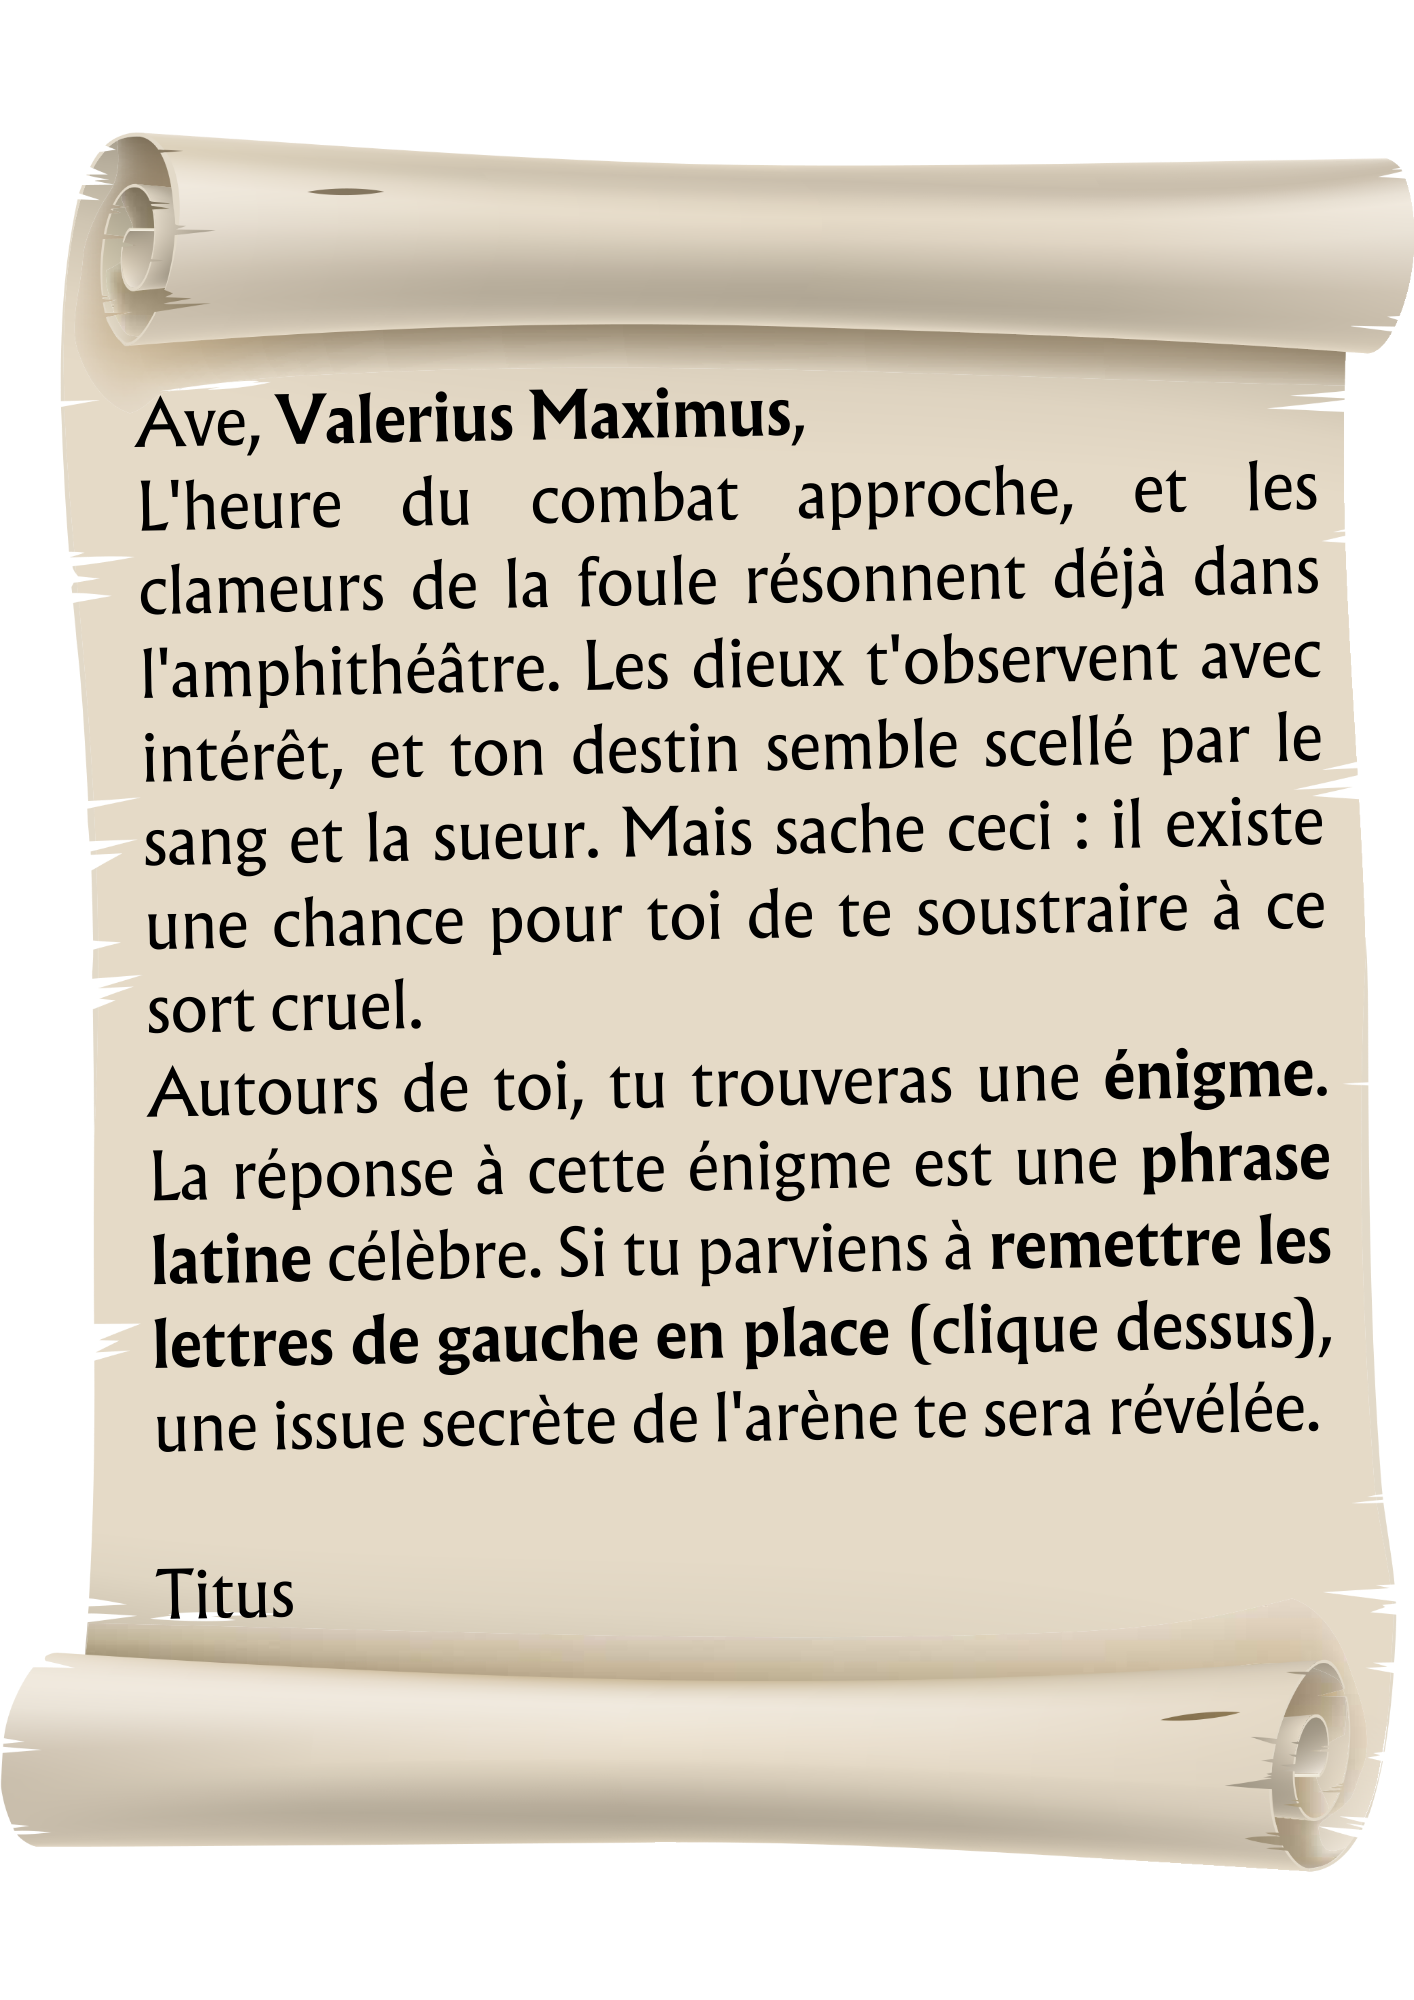 Ave, Valerius Maximus,
L'heure du combat approche, et les
clameurs de la foule résonnent déjà dans
l'amphithéâtre. Les dieux t'observent avec
intérêt, et ton destin semble scellé par le
sang et la sueur. Mais sache ceci : il existe
une chance pour toi de te soustraire à ce
sort cruel.
Autours de toi, tu trouveras une énigme.
La réponse à cette énigme est une phrase
latine célèbre. Si tu parviens à remettre les
lettres de gauche en place (clique dessus),
une issue secrète de l'arène te sera révélée.
Titus